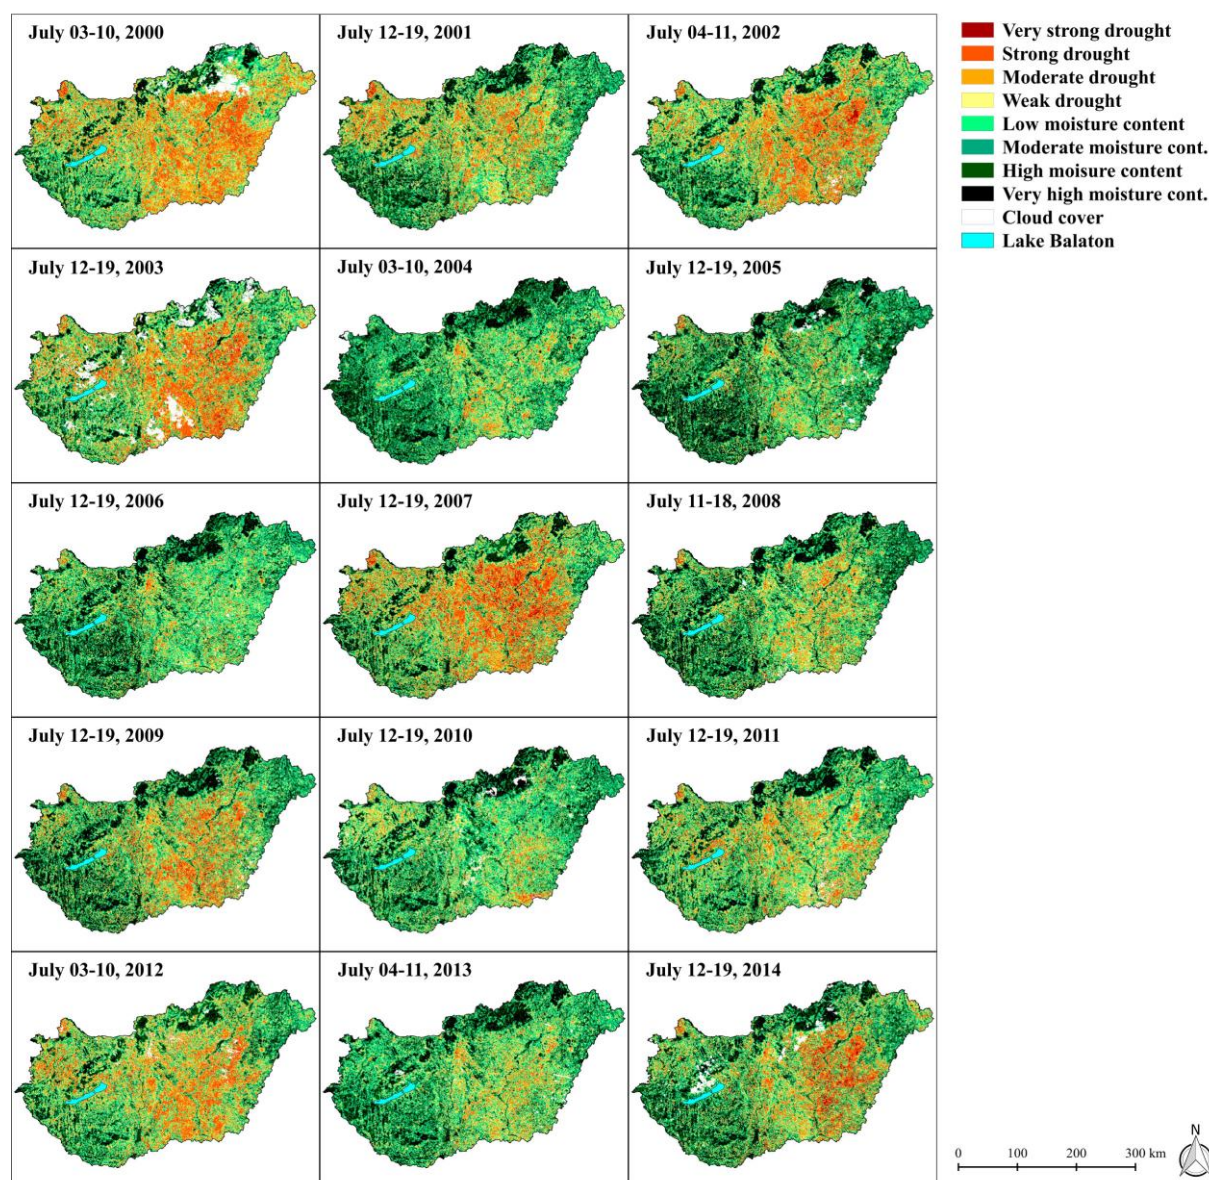 July 03-10, 2000
July 12-19, 2001
July 04-11, 2002
Very strong drought
Strong drought
Moderate drought
Weak drought
Low moisture content
Moderate moisture cont.
High moisure content
Very high moisture cont.
Cloud cover
Lake Balaton
July 12-19, 2003
July 03-10, 2004
July 12-19, 2005
July 12-19, 2006
July 12-19, 2007
July 11-18, 2008
July 12-19, 2009
July 12-19, 2010
July 12-19, 2011
July 03-10, 2012
July 04-11, 2013
July 12-19, 2014
N
0 100 200 300 km